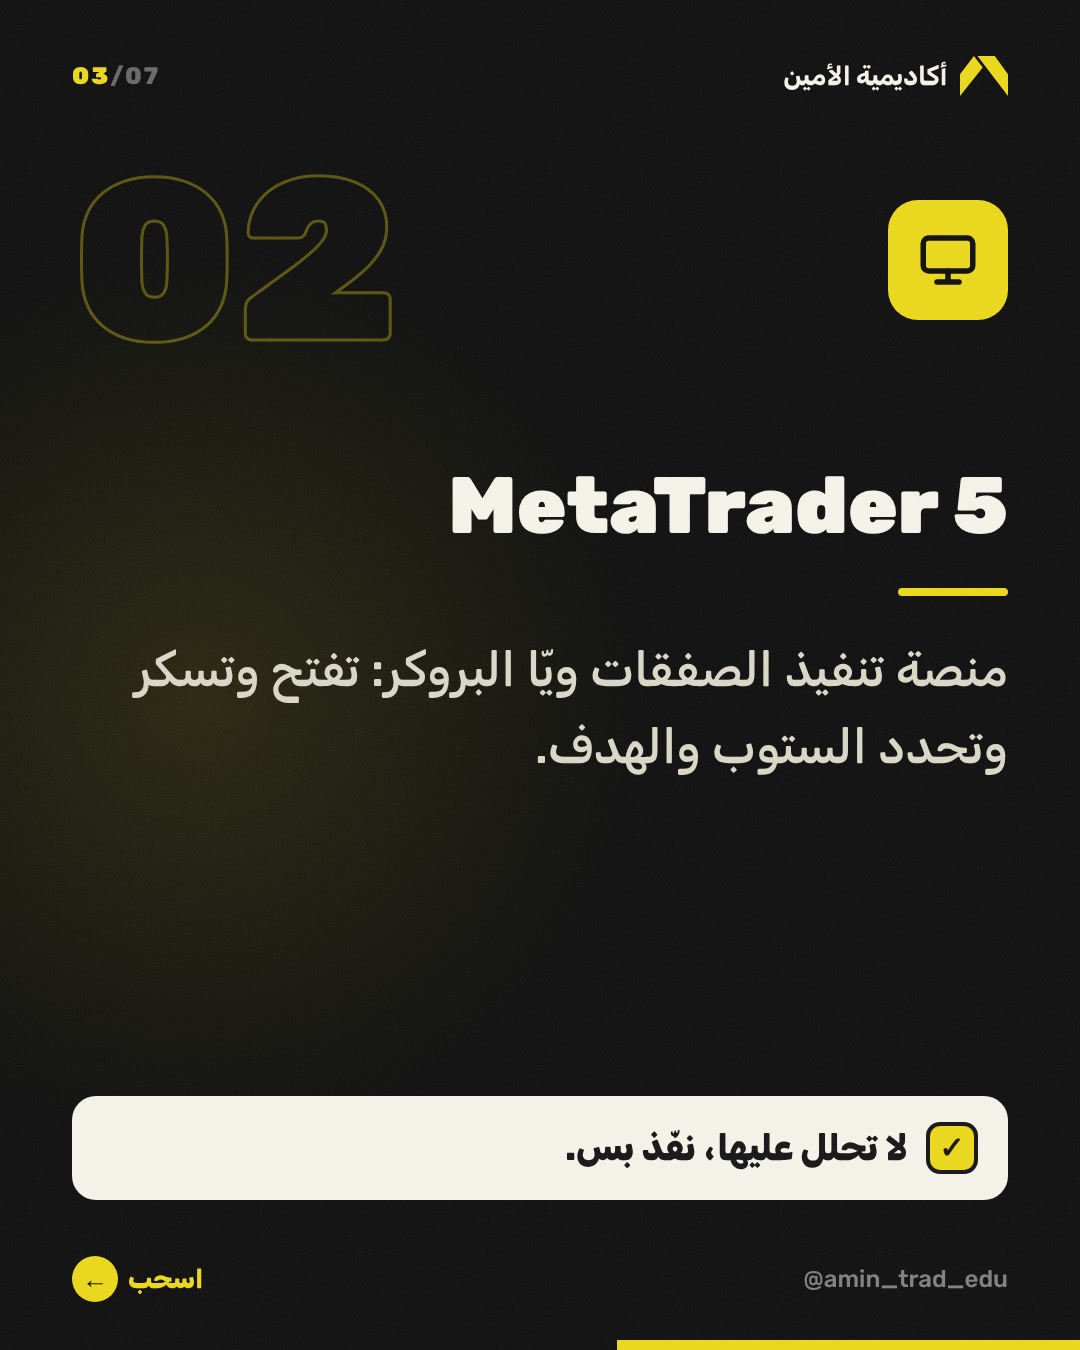 أكاديمية الأمين
03/07
02
MetaTrader 5
منصة تنفيذ الصفقات ويّا البروكر: تفتح وتسكر
وتحدد الستوب والهدف.
✓ لا تحلل عليها، نفّذ بس.
اسحب ←
@amin_trad_edu